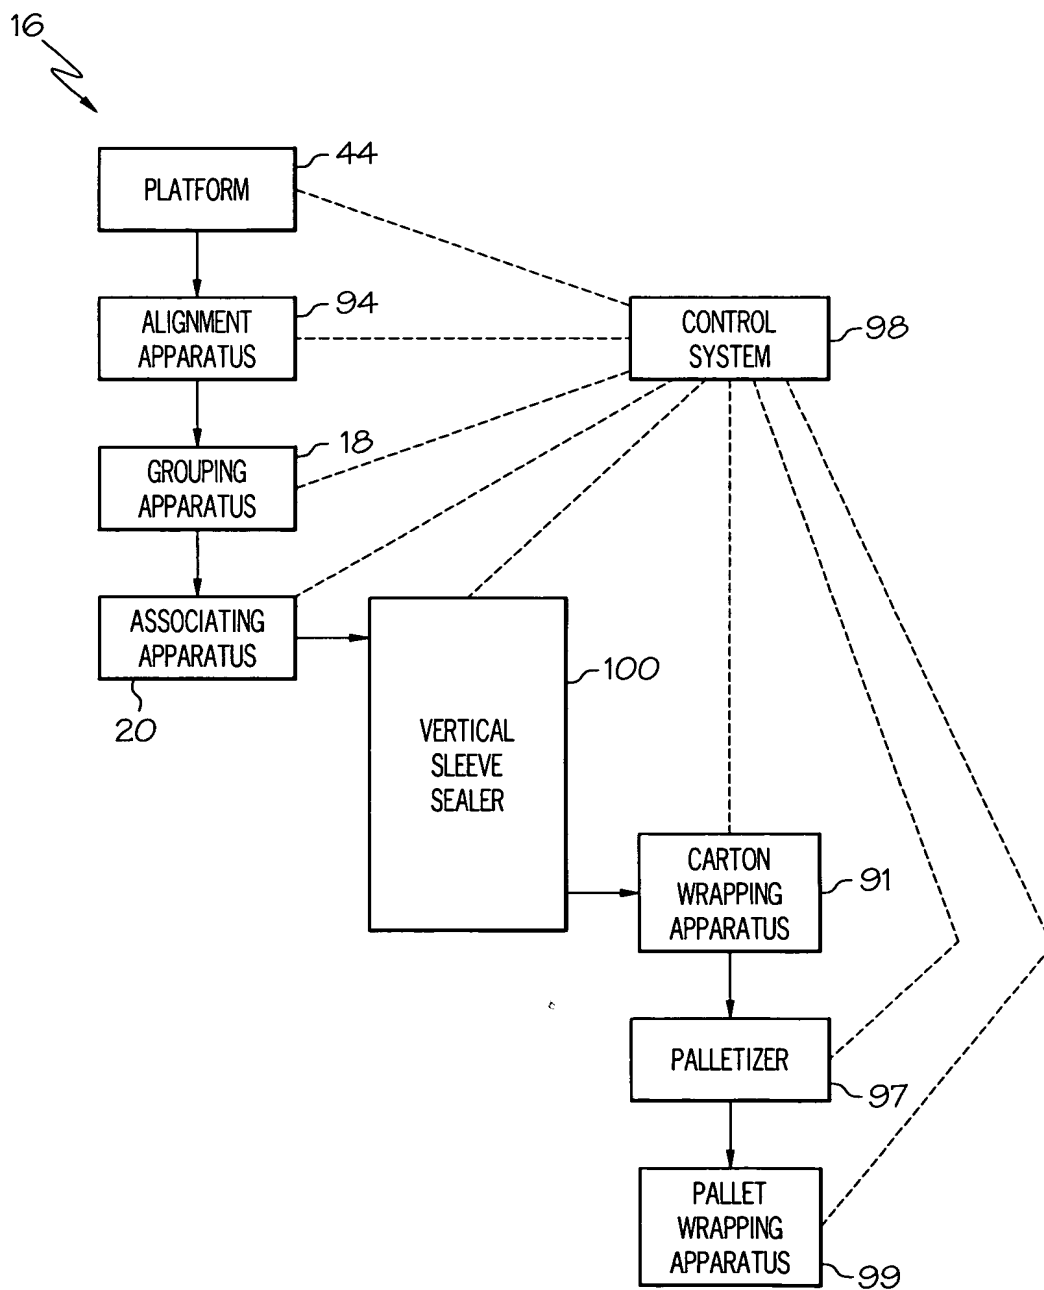 16
PLATFORM
44
ALIGNMENT
APPARATUS
94
CONTROL
SYSTEM
98
GROUPING
APPARATUS
18
ASSOCIATING
APPARATUS
20
VERTICAL
SLEEVE
SEALER
100
CARTON
WRAPPING
APPARATUS
91
PALLETIZER
97
PALLET
WRAPPING
APPARATUS
99